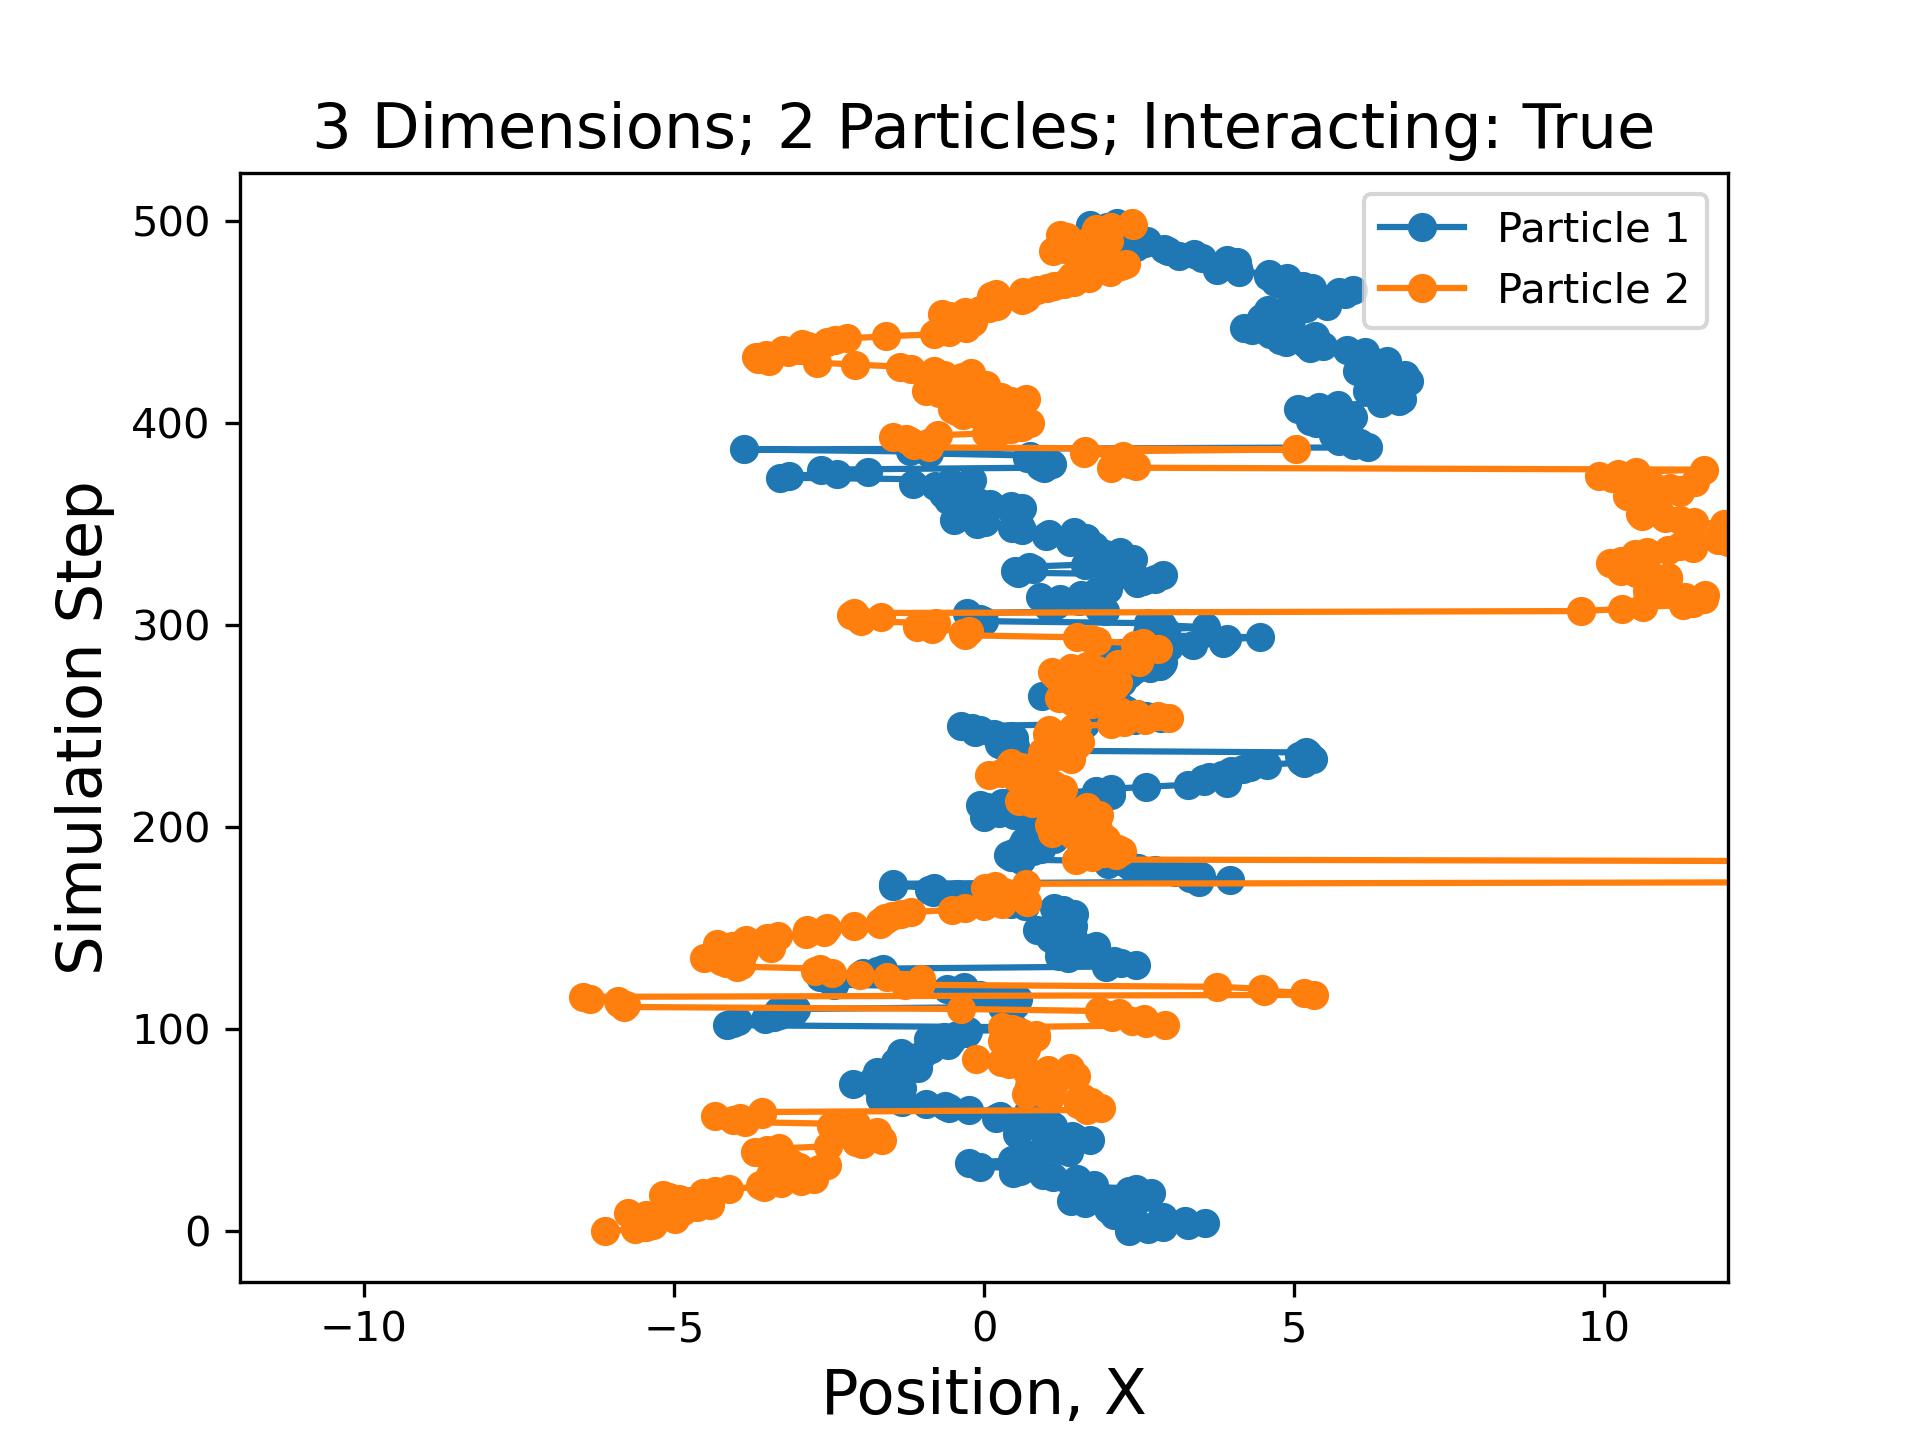 3 Dimensions; 2 Particles; Interacting: True
Particle 1
Particle 2
Simulation Step
500
400
300
200
100
0
−10
−5
0
5
10
Position, X